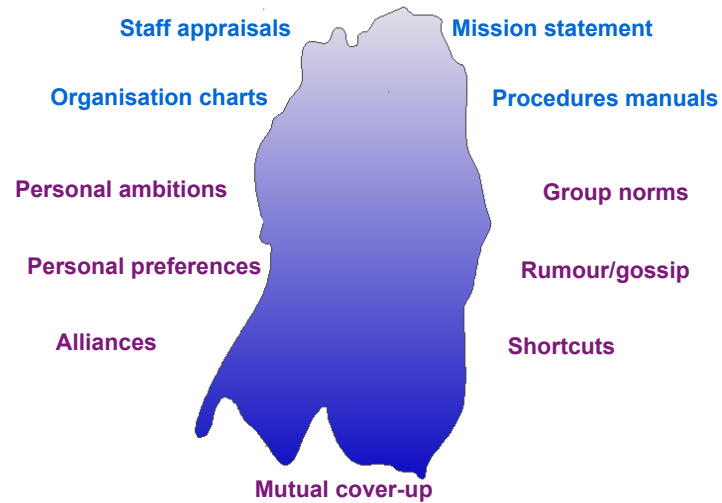 Staff appraisals
Mission statement
Organisation charts
Procedures manuals
Personal ambitions
Group norms
Personal preferences
Rumour/gossip
Alliances
Shortcuts
Mutual cover-up